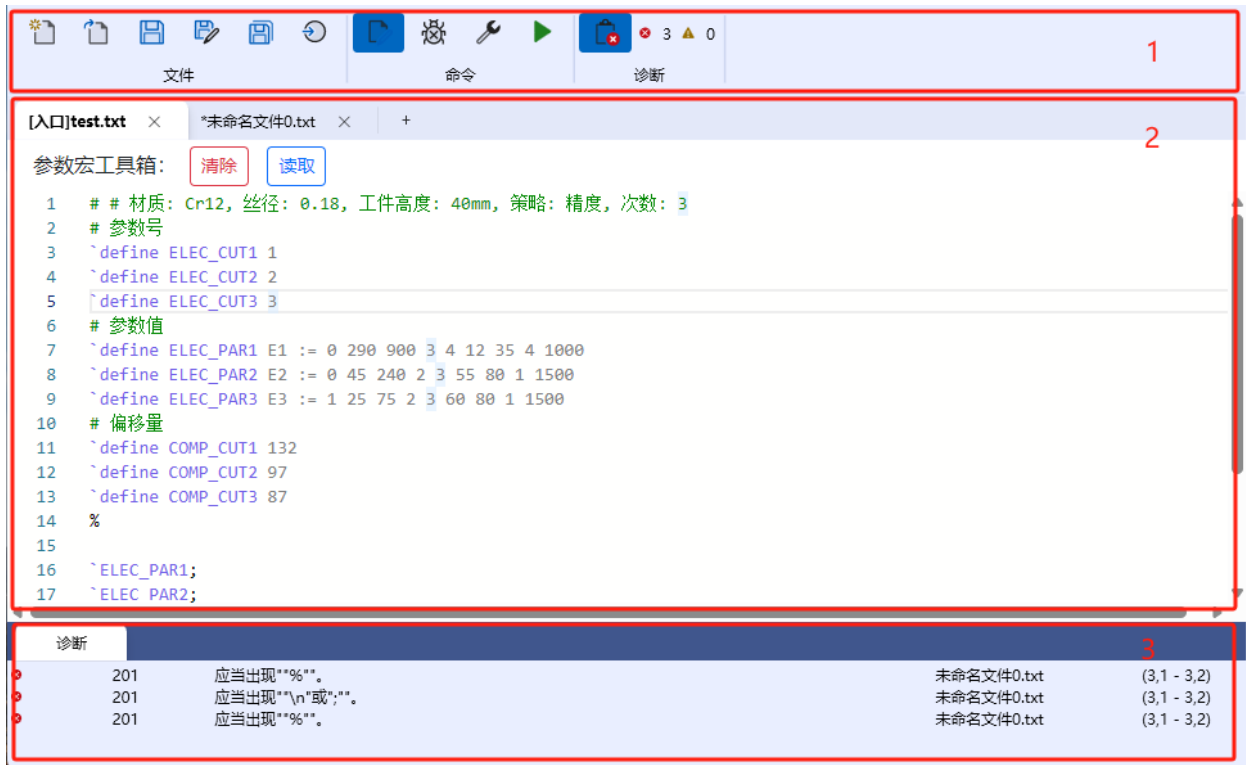 3 0
1
文件 命令 诊断
[入口]test.txt × *未命名文件0.txt × +
2
参数宏工具箱: 清除 读取
1 # # 材质: Cr12, 丝径: 0.18, 工件高度: 40mm, 策略: 精度, 次数: 3
2 # 参数号
3 `define ELEC_CUT1 1
4 `define ELEC_CUT2 2
5 `define ELEC_CUT3 3
6 # 参数值
7 `define ELEC_PAR1 E1 := 0 290 900 3 4 12 35 4 1000
8 `define ELEC_PAR2 E2 := 0 45 240 2 3 55 80 1 1500
9 `define ELEC_PAR3 E3 := 1 25 75 2 3 60 80 1 1500
10 # 偏移量
11 `define COMP_CUT1 132
12 `define COMP_CUT2 97
13 `define COMP_CUT3 87
14 %
15
16 `ELEC_PAR1;
17 `ELEC_PAR2;
诊断
3
201 应当出现""%""。 未命名文件0.txt (3,1 - 3,2)
201 应当出现""\n"或";""。 未命名文件0.txt (3,1 - 3,2)
201 应当出现""%""。 未命名文件0.txt (3,1 - 3,2)